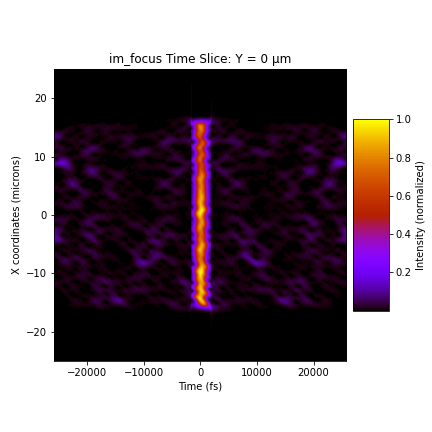 im_focus Time Slice: Y = 0 μm
X coordinates (microns)
20
10
0
−10
−20
−20000 −10000 0 10000 20000
Time (fs)
1.0
0.8
0.6
0.4
0.2
Intensity (normalized)